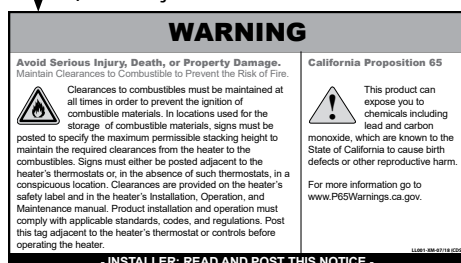 WARNING
Avoid Serious Injury, Death, or Property Damage.
Maintain Clearances to Combustible to Prevent the Risk of Fire.
Clearances to combustibles must be maintained at
all times in order to prevent the ignition of
combustible materials. In locations used for the
storage of combustible materials, signs must be
posted to specify the maximum permissible stacking height to
maintain the required clearances from the heater to the
combustibles. Signs must either be posted adjacent to the
heater's thermostats or, in the absence of such thermostats, in a
conspicuous location. Clearances are provided on the heater's
safety label and in the heater's Installation, Operation, and
Maintenance manual. Product installation and operation must
comply with applicable standards, codes, and regulations. Post
this tag adjacent to the heater's thermostat or controls before
operating the heater.
California Proposition 65
This product can
expose you to
chemicals including
lead and carbon
monoxide, which are known to the
State of California to cause birth
defects or other reproductive harm.
For more information go to
www.P65Warnings.ca.gov.
LL001-XM-07/18 (CDS
- INSTALLER: READ AND POST THIS NOTICE -